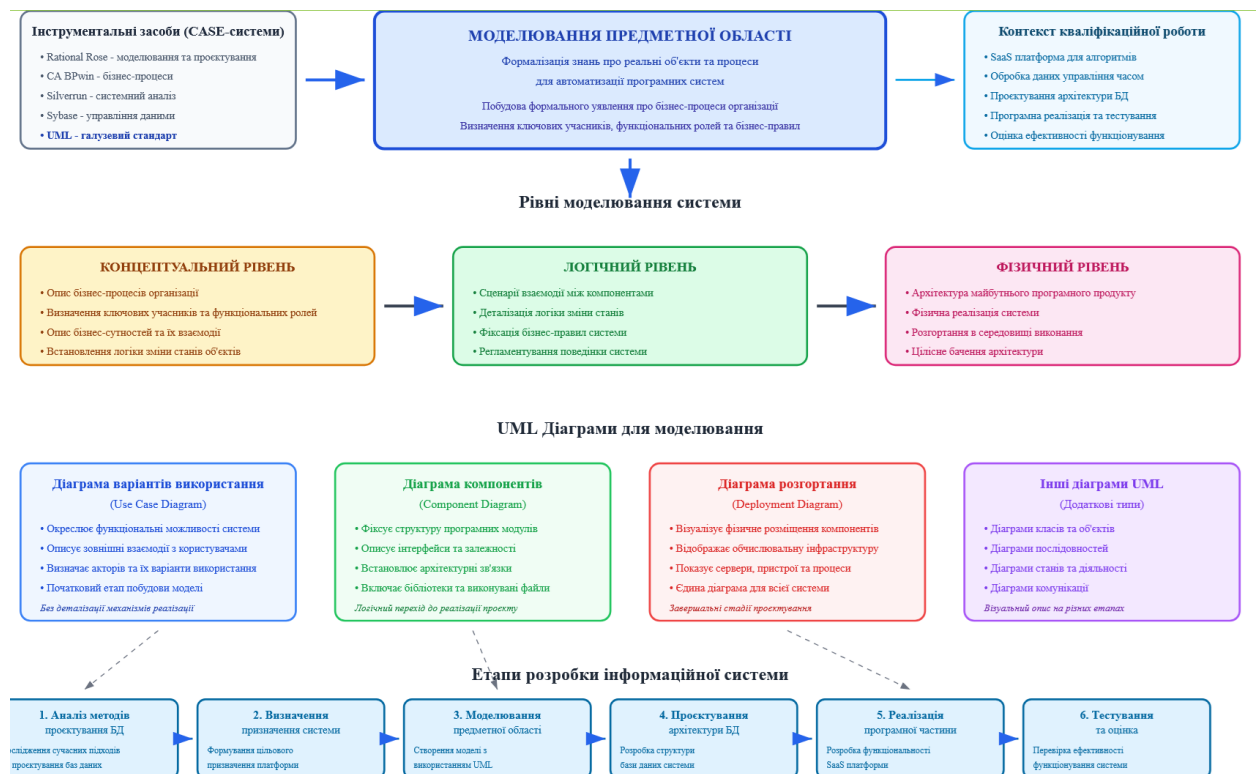 Інструментальні засоби (CASE-системи)
• Rational Rose - моделювання та проєктування
• CA BPwin - бізнес-процеси
• Silverrun - системний аналіз
• Sybase - управління даними
• UML - галузевий стандарт
МОДЕЛЮВАННЯ ПРЕДМЕТНОЇ ОБЛАСТІ
Формалізація знань про реальні об'єкти та процеси
для автоматизації програмних систем
Побудова формального уявлення про бізнес-процеси організації
Визначення ключових учасників, функціональних ролей та бізнес-правил
Контекст кваліфікаційної роботи
• SaaS платформа для алгоритмів
• Обробка даних управління часом
• Проєктування архітектури БД
• Програмна реалізація та тестування
• Оцінка ефективності функціонування
Рівні моделювання системи
КОНЦЕПТУАЛЬНИЙ РІВЕНЬ
• Опис бізнес-процесів організації
• Визначення ключових учасників та функціональних ролей
• Опис бізнес-сутностей та їх взаємодії
• Встановлення логіки зміни станів об'єктів
ЛОГІЧНИЙ РІВЕНЬ
• Сценарії взаємодії між компонентами
• Деталізація логіки зміни станів
• Фіксація бізнес-правил системи
• Регламентування поведінки системи
ФІЗИЧНИЙ РІВЕНЬ
• Архітектура майбутнього програмного продукту
• Фізична реалізація системи
• Розгортання в середовищі виконання
• Цілісне бачення архітектури
UML Діаграми для моделювання
Діаграма варіантів використання
(Use Case Diagram)
• Окреслює функціональні можливості системи
• Описує зовнішні взаємодії з користувачами
• Визначає акторів та їх варіанти використання
• Початковий етап побудови моделі
Без деталізації механізмів реалізації
Діаграма компонентів
(Component Diagram)
• Фіксує структуру програмних модулів
• Описує інтерфейси та залежності
• Встановлює архітектурні зв'язки
• Включає бібліотеки та виконувані файли
Логічний перехід до реалізації проєкту
Діаграма розгортання
(Deployment Diagram)
• Візуалізує фізичне розміщення компонентів
• Відображає обчислювальну інфраструктуру
• Показує сервери, пристрої та процеси
• Єдина діаграма для всієї системи
Завершальні стадії проєктування
Інші діаграми UML
(Додаткові типи)
• Діаграми класів та об'єктів
• Діаграми послідовностей
• Діаграми станів та діяльності
• Діаграми комунікації
Візуальний опис на різних етапах
Етапи розробки інформаційної системи
1. Аналіз методів
проєктування БД
ослідження сучасних підходів
проєктування баз даних
2. Визначення
призначення системи
Формування цільового
призначення платформи
3. Моделювання
предметної області
Створення моделі з
використанням UML
4. Проєктування
архітектури БД
Розробка структури
бази даних системи
5. Реалізація
програмної частини
Розробка функціональності
SaaS платформи
6. Тестування
та оцінка
Перевірка ефективності
функціонування системи